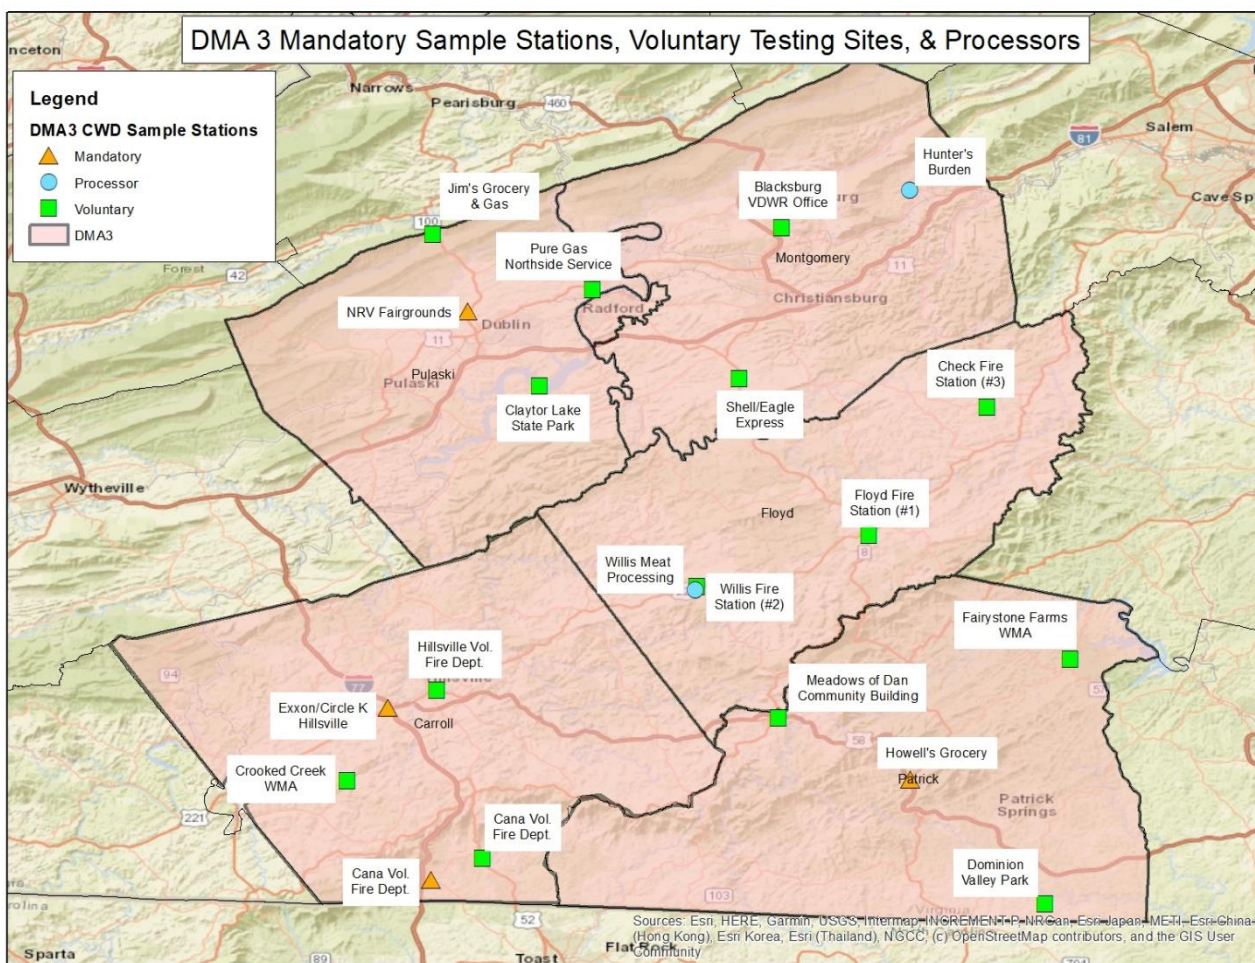 DMA 3 Mandatory Sample Stations, Voluntary Testing Sites, & Processors
Legend
DMA3 CWD Sample Stations
Mandatory
Processor
Voluntary
DMA3
Narrows
Pearisburg
460
81
Salem
Cave Sp
Hunter's
Burden
Jim's Grocery
& Gas
100
Blacksburg
VDWR Office
Montgomery
Forest
42
Pure Gas
Northside Service
11
Christiansburg
Radford
NRV Fairgrounds
Dublin
11
Pulaski
Pulaski
Claytor Lake
State Park
Shell/Eagle
Express
Check Fire
Station (#3)
Wytheville
Floyd
Floyd Fire
Station (#1)
8
Willis Meat
Processing
Willis Fire
Station (#2)
Fairystone Farms
WMA
57
94
77
Hillsville Vol.
Fire Dept.
Exxon/Circle K
Hillsville
Carroll
Meadows of Dan
Community Building
58
Howell's Grocery
Patrick
Patrick
Springs
Crooked Creek
WMA
221
Cana Vol.
Fire Dept.
Cana Vol.
Fire Dept.
Dominion
Valley Park
103
Virginia
rolina
52
Sources: Esri, HERE, Garmin, USGS, Intermap, INCREMENT P, NRCan, Esri Japan, METI, Esri China
(Hong Kong), Esri Korea, Esri (Thailand), NGCC, (c) OpenStreetMap contributors, and the GIS User
Community
Sparta
89
Toast
Flat Rock
704